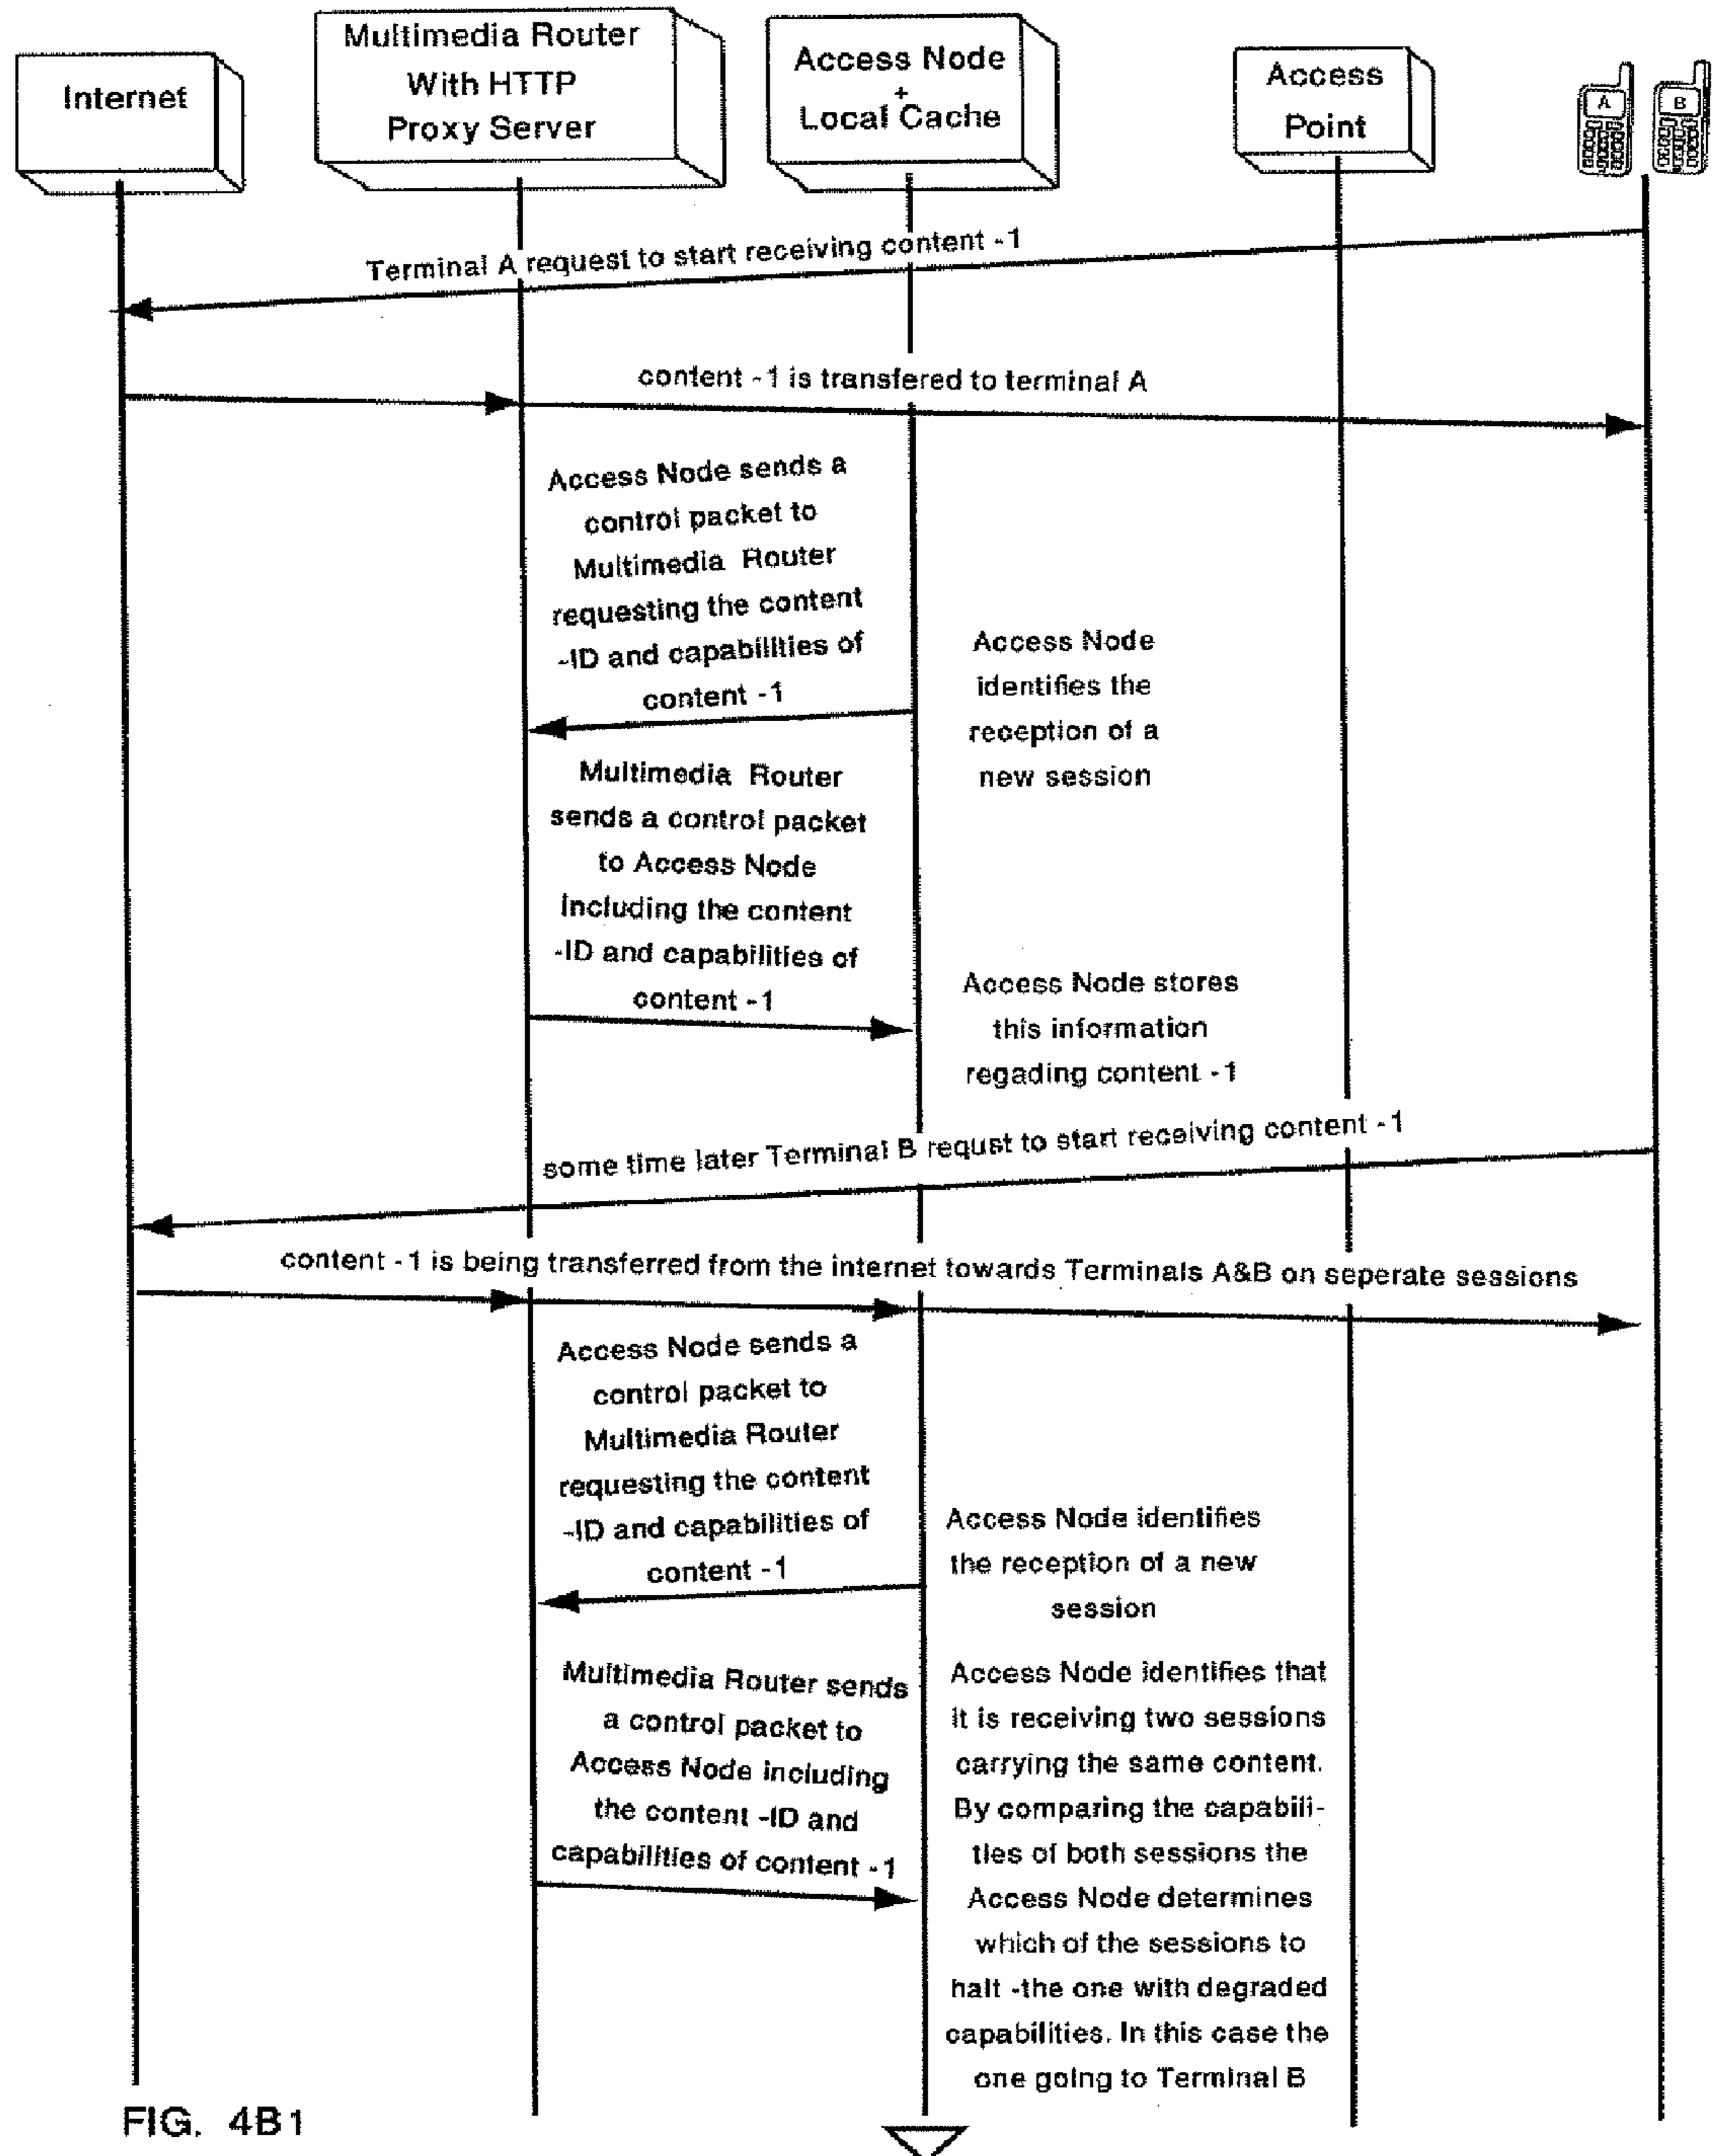 Internet
Multimedia Router
With HTTP
Proxy Server
Access Node
+
Local Cache
Access
Point
A
B
Terminal A request to start receiving content -1
content -1 is transfered to terminal A
Access Node sends a
control packet to
Multimedia Router
requesting the content
-ID and capabilities of
content -1
Access Node
identifies the
reception of a
new session
Multimedia Router
sends a control packet
to Access Node
including the content
-ID and capabilities of
content -1
Access Node stores
this information
regading content -1
some time later Terminal B requst to start receiving content -1
content -1 is being transferred from the internet towards Terminals A&B on seperate sessions
Access Node sends a
control packet to
Multimedia Router
requesting the content
-ID and capabilities of
content -1
Access Node identifies
the reception of a new
session
Multimedia Router sends
a control packet to
Access Node including
the content -ID and
capabilities of content -1
Access Node identifies that
it is receiving two sessions
carrying the same content.
By comparing the capabili-
ties of both sessions the
Access Node determines
which of the sessions to
halt -the one with degraded
capabilities. In this case the
one going to Terminal B
FIG. 4B1